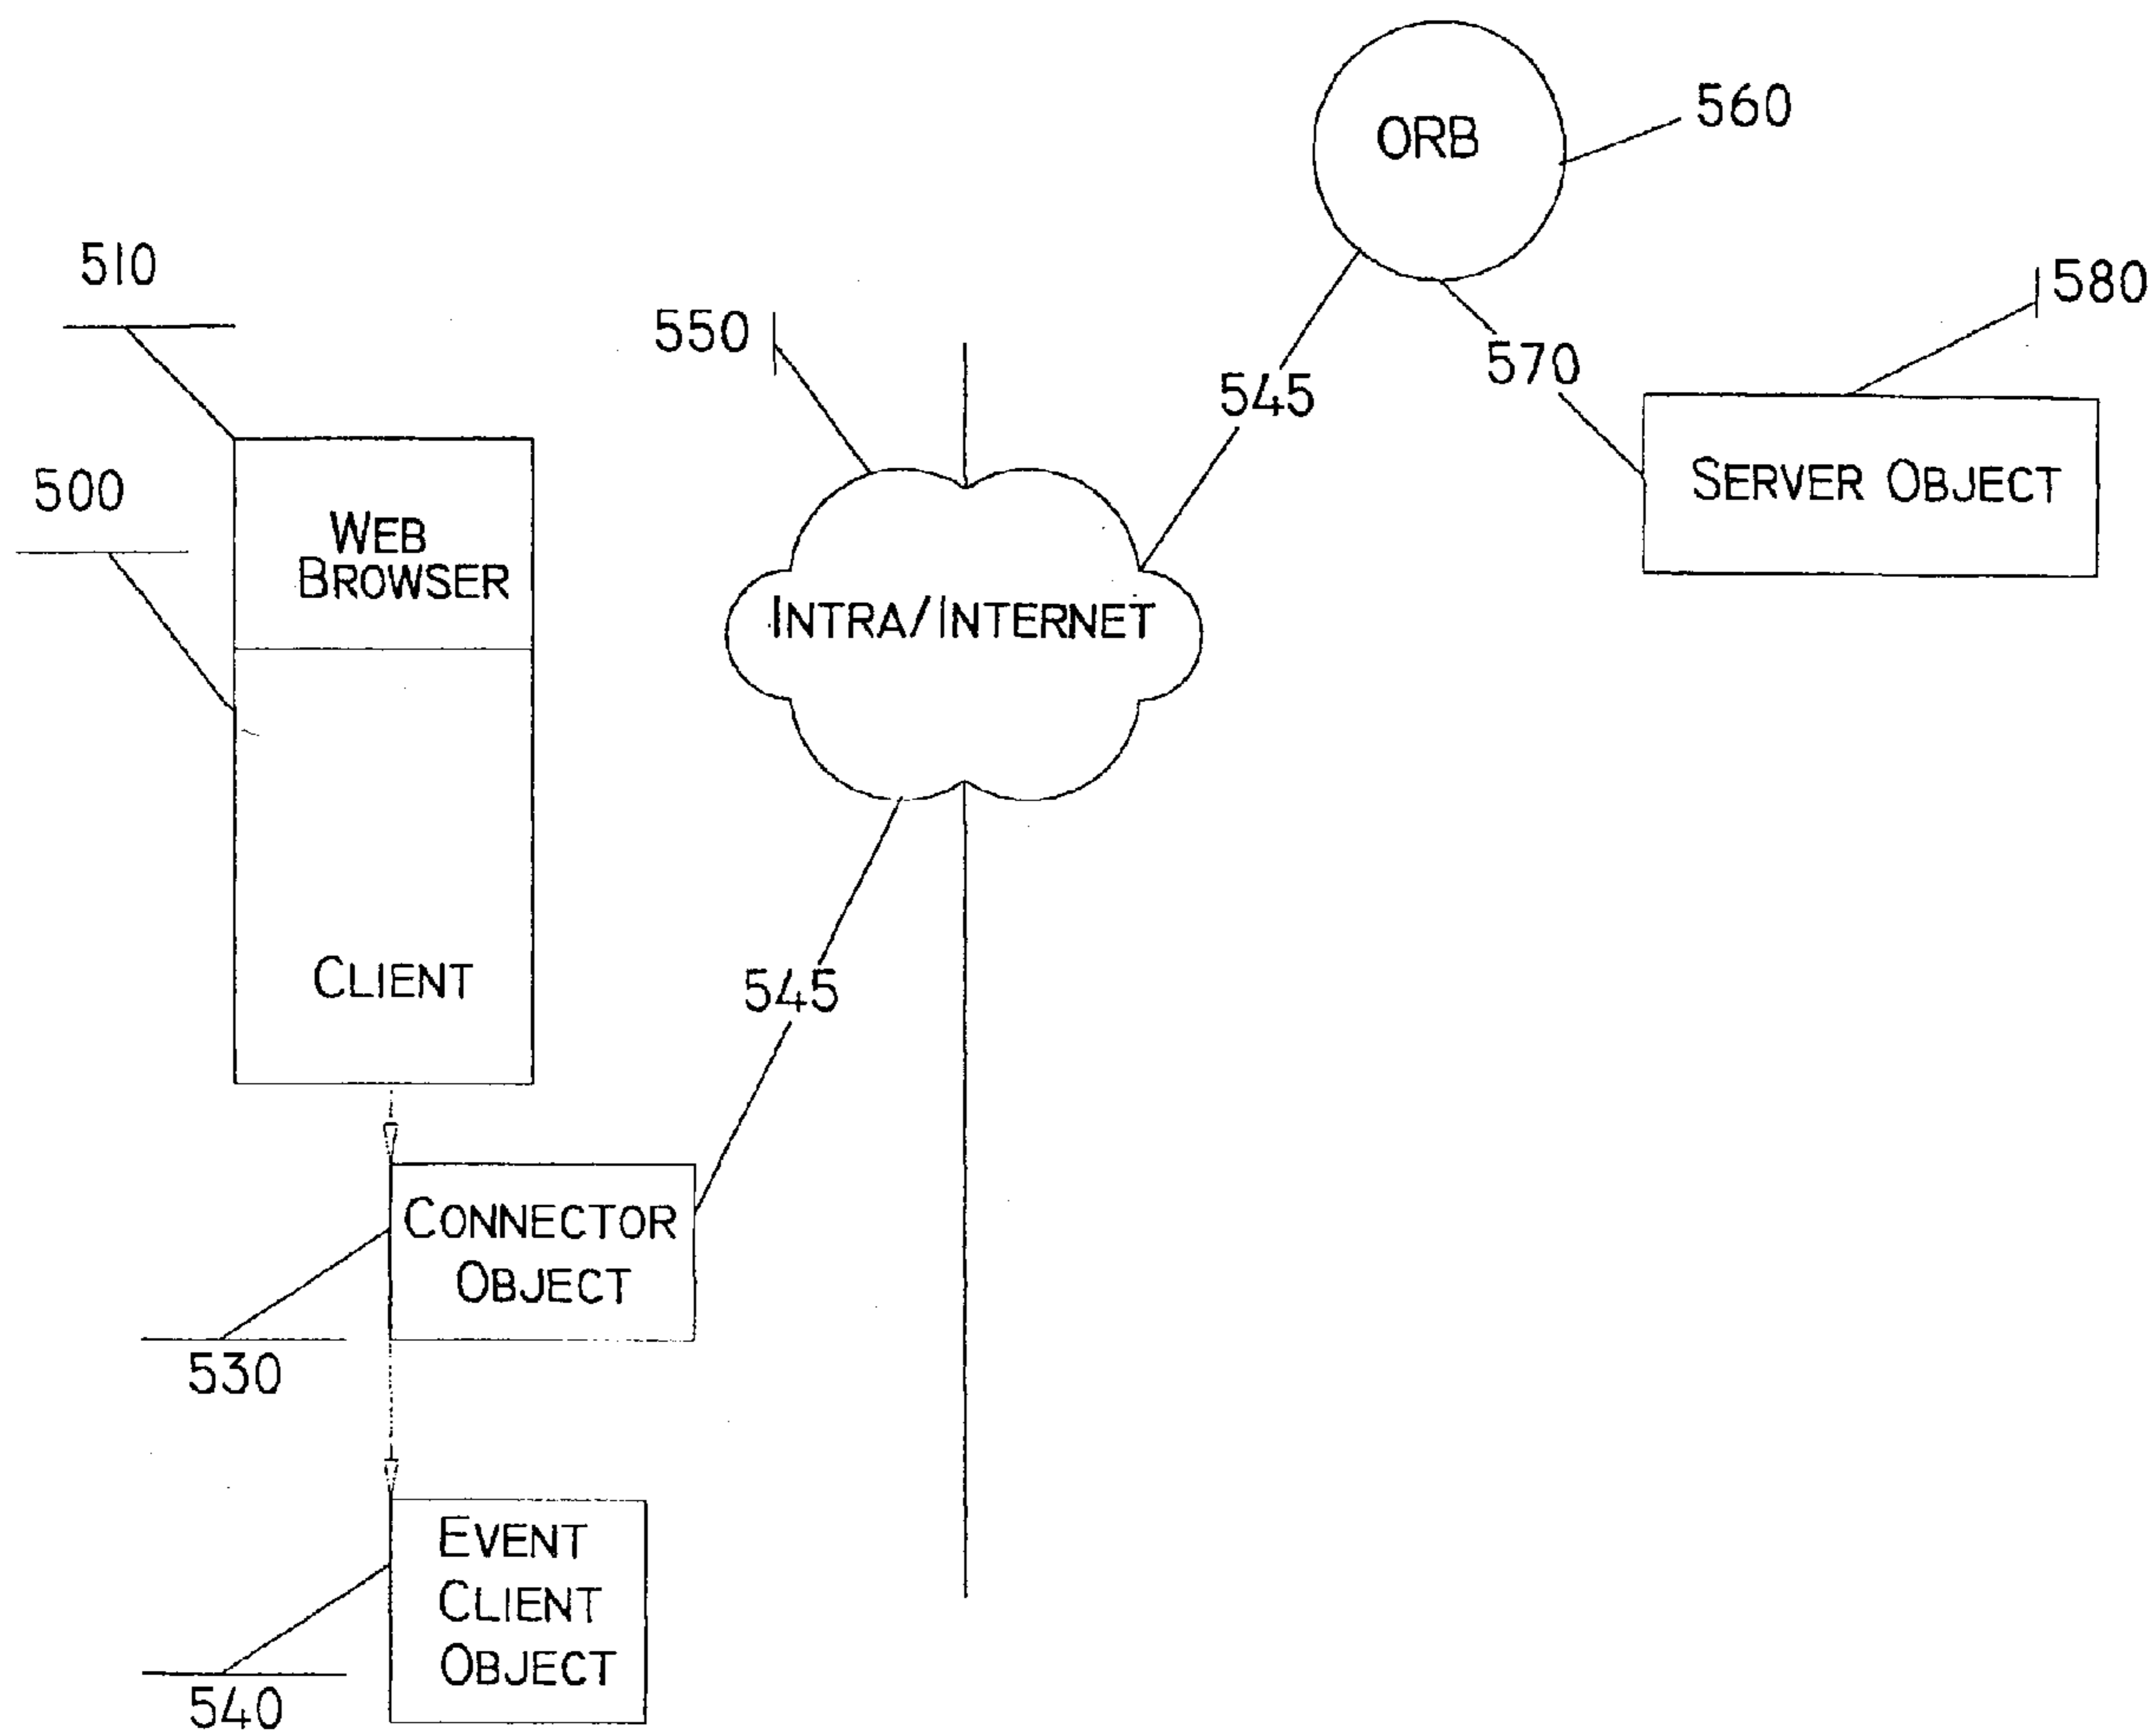 ORB
560
510
550
580
570
545
500
WEB
BROWSER
SERVER OBJECT
INTRA/INTERNET
CLIENT
545
CONNECTOR
OBJECT
530
EVENT
CLIENT
OBJECT
540